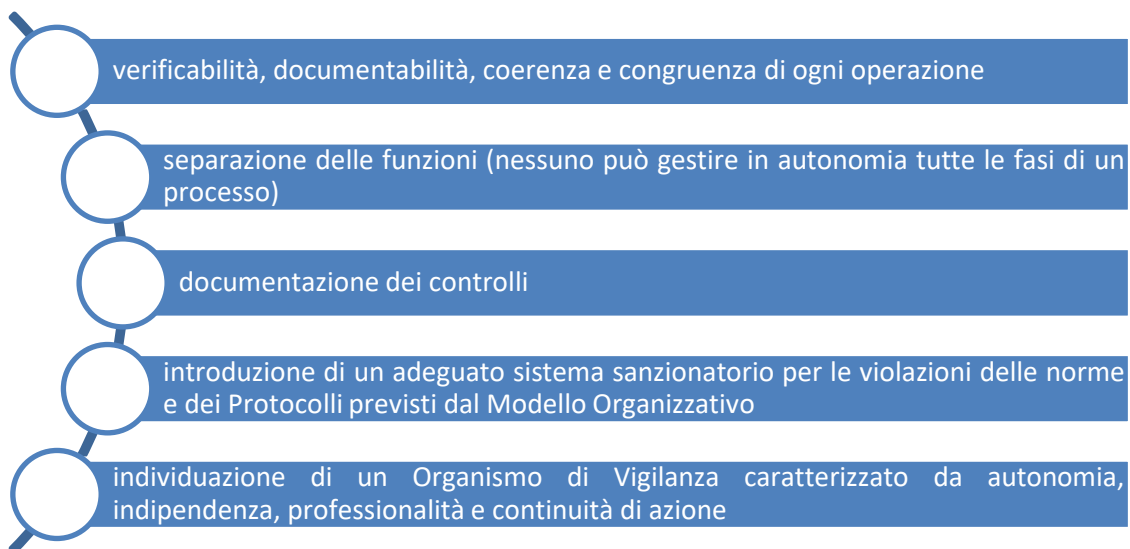 verificabilità, documentabilità, coerenza e congruenza di ogni operazione
separazione delle funzioni (nessuno può gestire in autonomia tutte le fasi di un
processo)
documentazione dei controlli
introduzione di un adeguato sistema sanzionatorio per le violazioni delle norme
e dei Protocolli previsti dal Modello Organizzativo
individuazione di un Organismo di Vigilanza caratterizzato da autonomia,
indipendenza, professionalità e continuità di azione